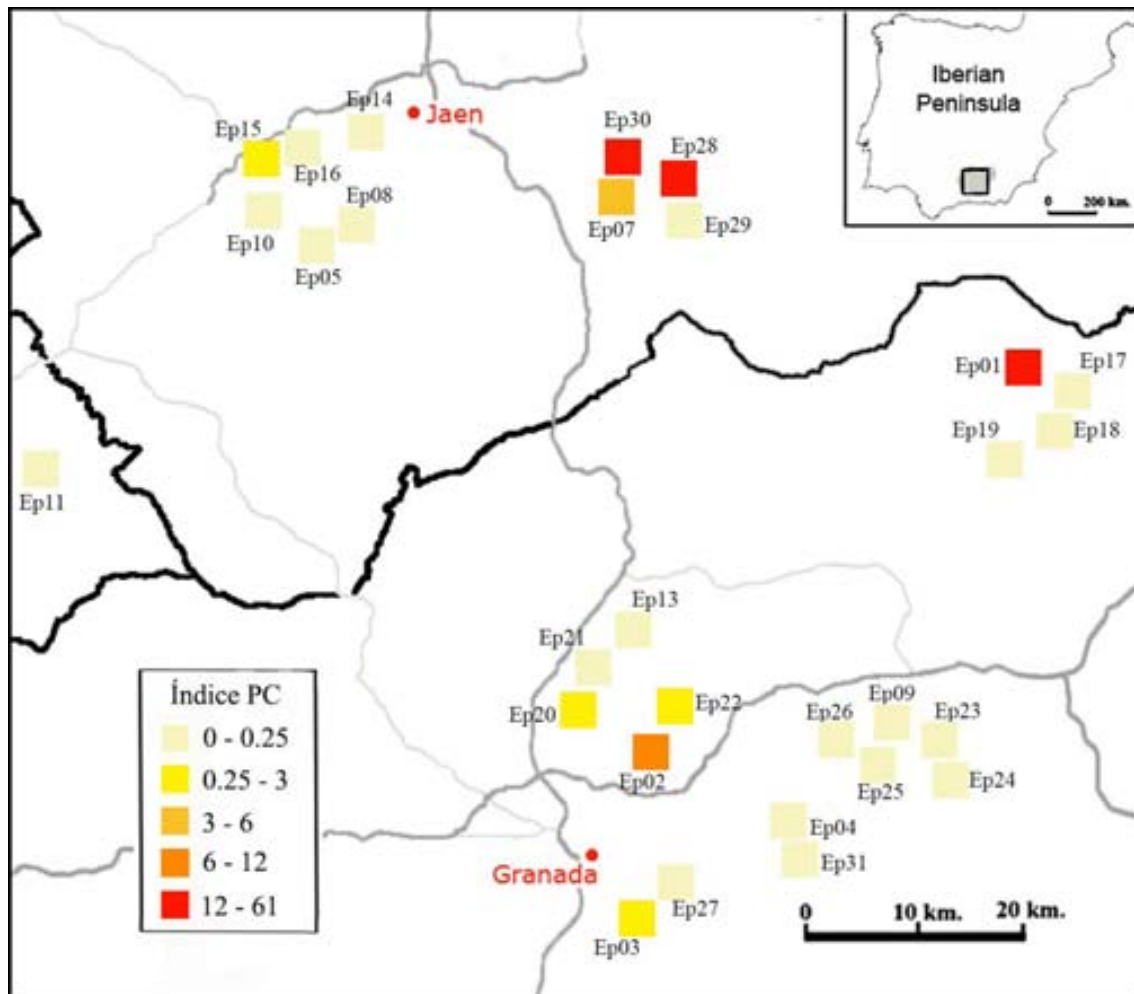 Iberian
Peninsula
0 200 km.
Jaen
Ep14
Ep15
Ep16
Ep08
Ep10
Ep05
Ep30
Ep28
Ep07
Ep29
Ep01
Ep17
Ep19
Ep18
Ep11
Ep13
Ep21
Ep20
Ep22
Ep02
Ep09
Ep26
Ep23
Ep25
Ep24
Ep04
Ep31
Granada
Ep27
Ep03
Índice PC
0 - 0.25
0.25 - 3
3 - 6
6 - 12
12 - 61
0 10 km. 20 km.